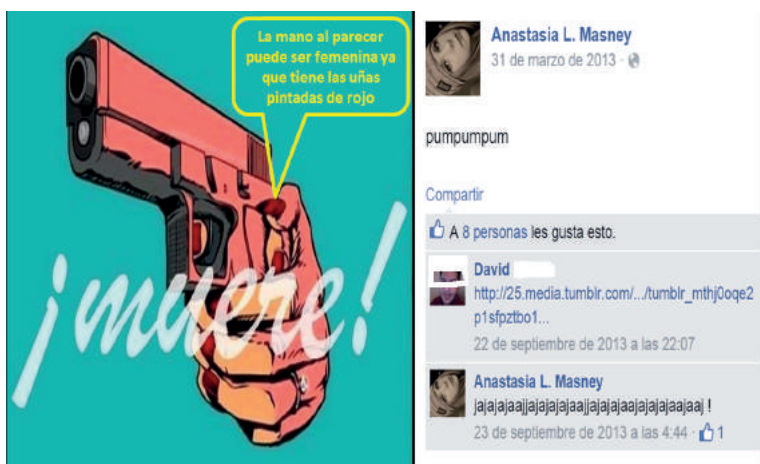 La mano al parecer
puede ser femenina ya
que tiene las uñas
pintadas de rojo
¡muere!
Anastasia L. Masney
31 de marzo de 2013 ·
pumpumpum
Compartir
A 8 personas les gusta esto.
David
http://25.media.tumblr.com/.../tumblr_mthj0oqe2
p1sfpztbo1...
22 de septiembre de 2013 a las 22:07
Anastasia L. Masney
jajajajaajjajajajajaajjajajajaajajajajaajaaj !
23 de septiembre de 2013 a las 4:44 · 1